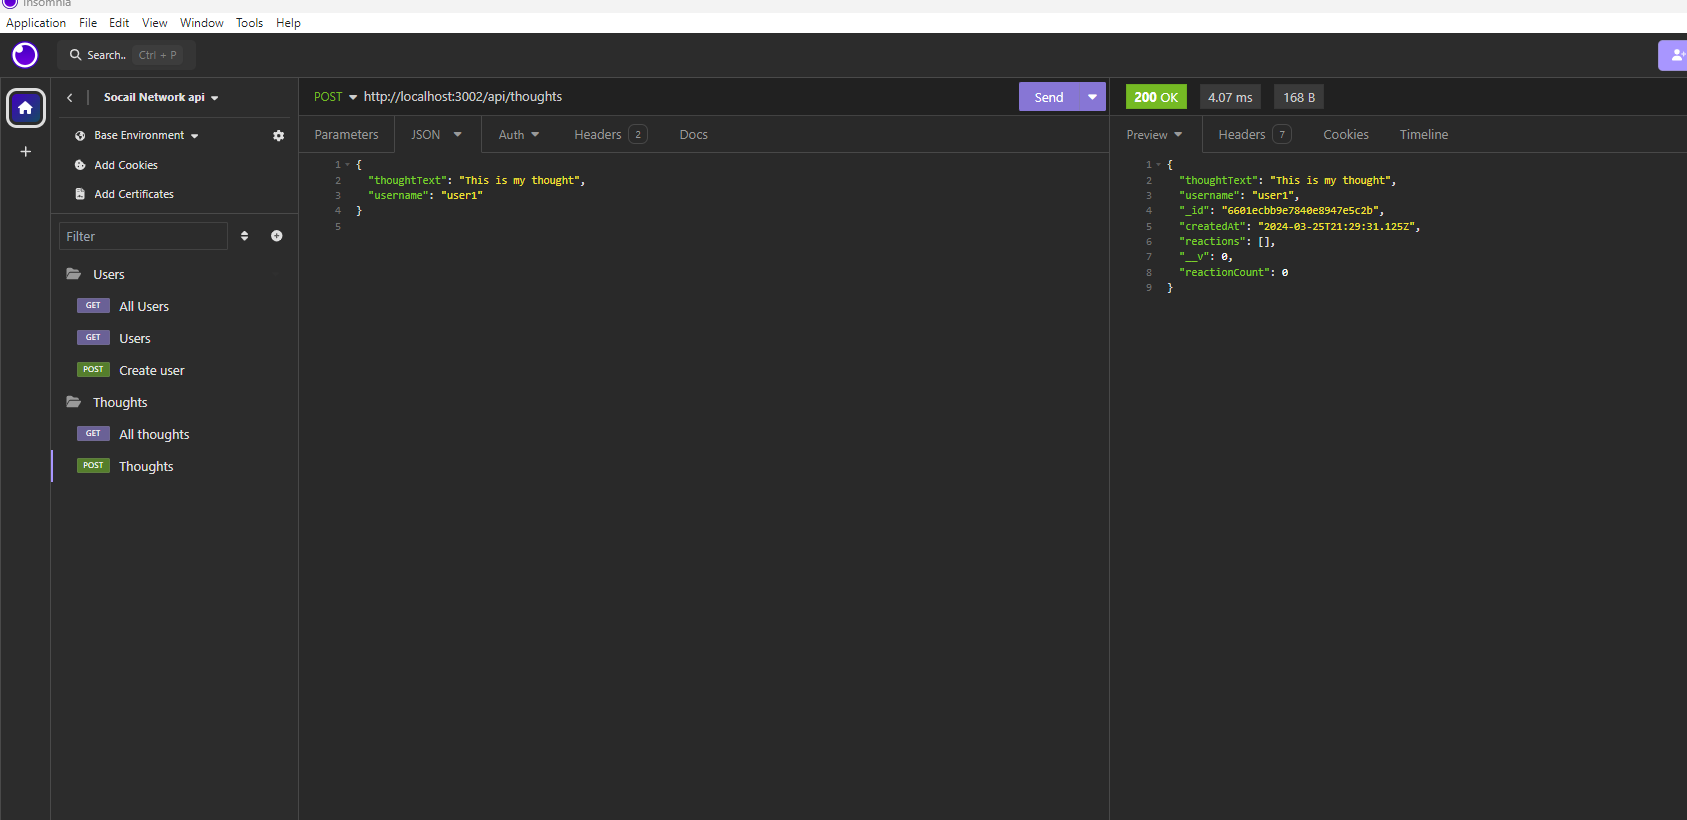 Insomnia
Application File Edit View Window Tools Help
Search.. Ctrl + P
Socail Network api
Base Environment
Add Cookies
Add Certificates
Filter
Users
GET All Users
GET Users
POST Create user
Thoughts
GET All thoughts
POST Thoughts
POST http://localhost:3002/api/thoughts Send
Parameters JSON Auth Headers 2 Docs
1 {
2 "thoughtText": "This is my thought",
3 "username": "user1"
4 }
5
200 OK 4.07 ms 168 B
Preview Headers 7 Cookies Timeline
1 {
2 "thoughtText": "This is my thought",
3 "username": "user1",
4 "_id": "6601ecbb9e7840e8947e5c2b",
5 "createdAt": "2024-03-25T21:29:31.125Z",
6 "reactions": [],
7 "__v": 0,
8 "reactionCount": 0
9 }